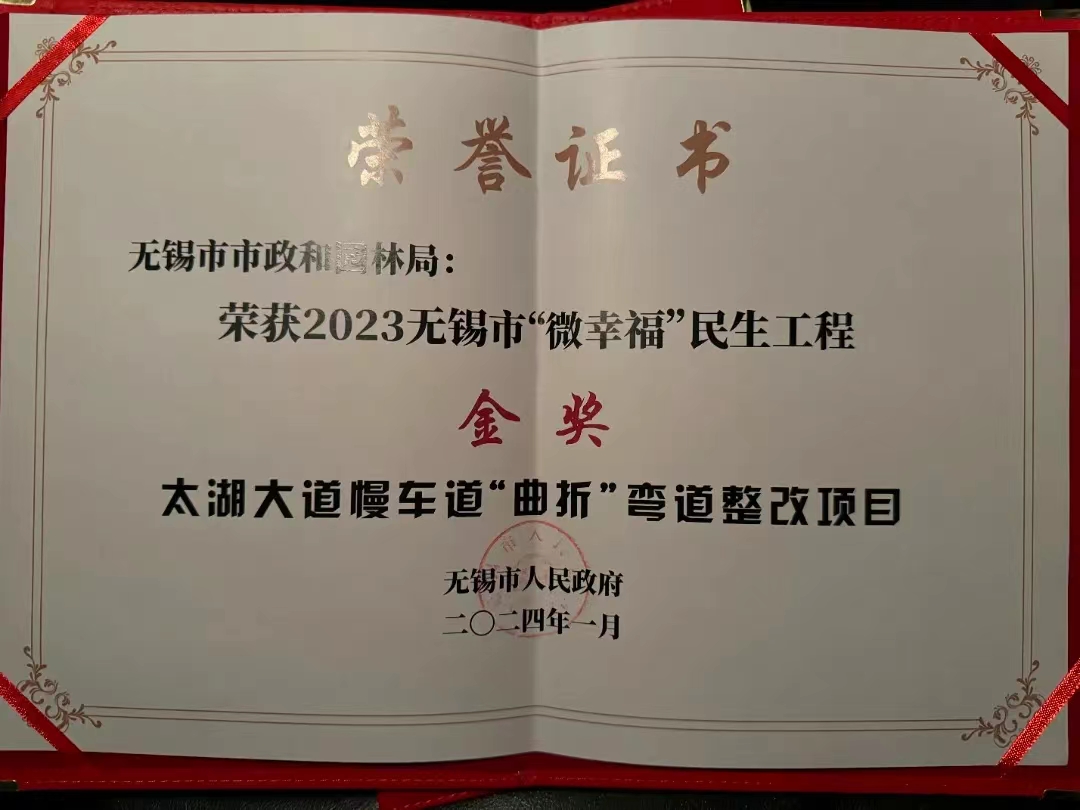 荣誉证书
无锡市市政和园林局：
荣获2023无锡市“微幸福”民生工程
金奖
太湖大道慢车道“曲折”弯道整改项目
无锡市人民政府
二〇二四年一月